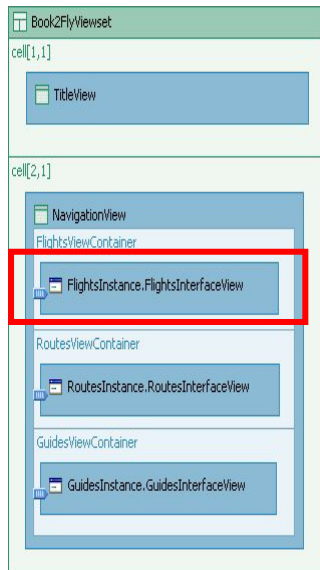 Book2FlyViewset
cell[1,1]
TitleView
cell[2,1]
NavigationView
FlightsViewContainer
FlightsInstance.FlightsInterfaceView
RoutesViewContainer
RoutesInstance.RoutesInterfaceView
GuidesViewContainer
GuidesInstance.GuidesInterfaceView